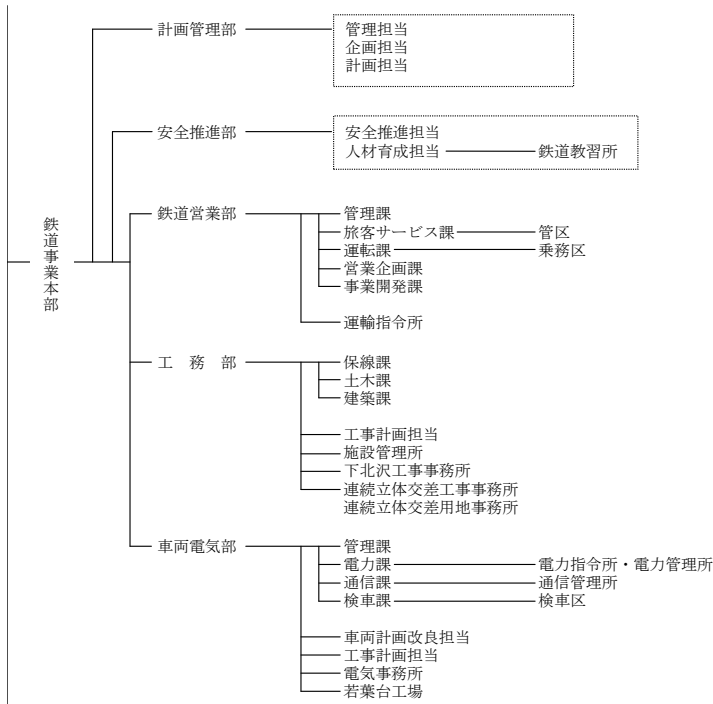 鉄道事業本部
計画管理部
管理担当
企画担当
計画担当
安全推進部
安全推進担当
人材育成担当 鉄道教習所
鉄道営業部
管理課
旅客サービス課 管区
運転課 乗務区
営業企画課
事業開発課
運輸指令所
工 務 部
保線課
土木課
建築課
工事計画担当
施設管理所
下北沢工事事務所
連続立体交差工事事務所
連続立体交差用地事務所
車両電気部
管理課
電力課 電力指令所・電力管理所
通信課 通信管理所
検車課 検車区
車両計画改良担当
工事計画担当
電気事務所
若葉台工場